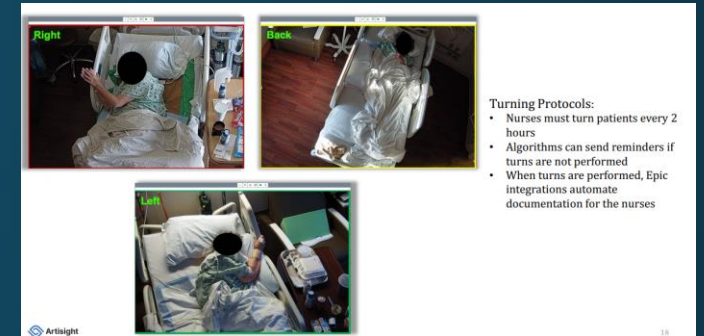 Right
Back
Left
Turning Protocols:
• Nurses must turn patients every 2
hours
• Algorithms can send reminders if
turns are not performed
• When turns are performed, Epic
integrations automate
documentation for the nurses
Artisight
18